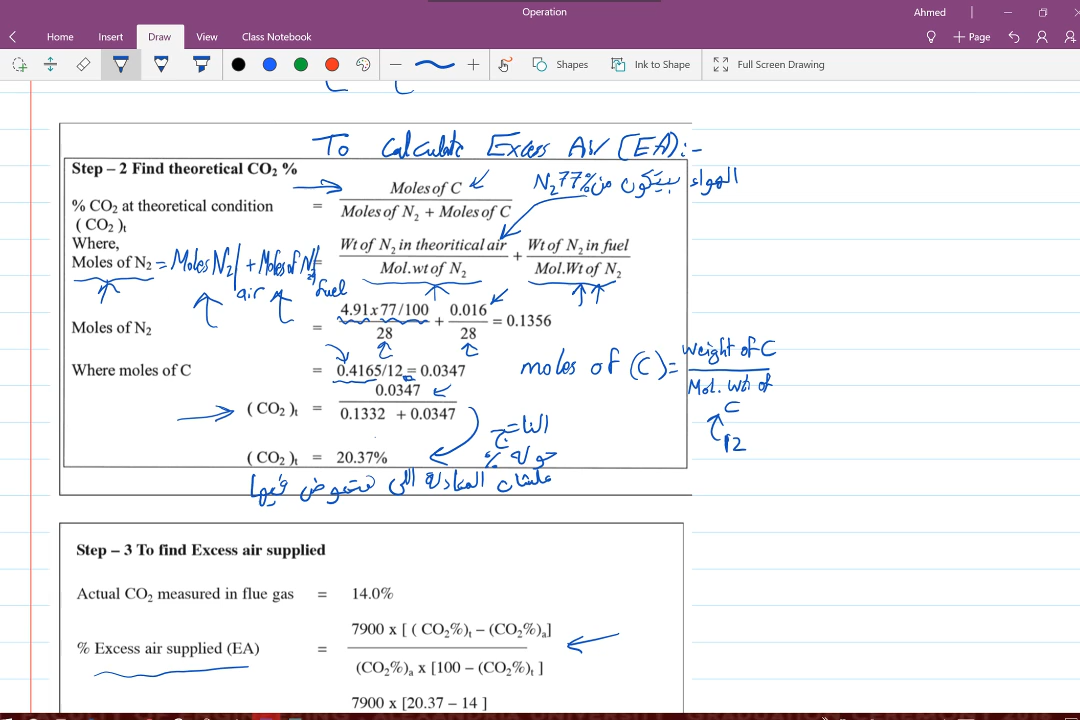 Operation
Ahmed
Home Insert Draw View Class Notebook
Page
Shapes Ink to Shape Full Screen Drawing
To Calculate Excess Air (EA):-
Step – 2 Find theoretical CO₂ %
الهواء بيتكون من 77% N₂
% CO₂ at theoretical condition = Moles of C / Moles of N₂ + Moles of C
( CO₂ )ₜ
Where,
Moles of N₂ = Moles N₂/air + Moles of N₂/fuel = Wt of N₂ in theoritical air / Mol.wt of N₂ + Wt of N₂ in fuel / Mol.Wt of N₂
Moles of N₂ = 4.91 x 77/100 / 28 + 0.016 / 28 = 0.1356
Where moles of C = 0.4165/12 = 0.0347
moles of (C) = weight of C / Mol. wt of C
12
( CO₂ )ₜ = 0.0347 / 0.1332 + 0.0347
الناتج
حوله %
( CO₂ )ₜ = 20.37%
علشان المعادلة اللى هتعوض فيها
Step – 3 To find Excess air supplied
Actual CO₂ measured in flue gas = 14.0%
% Excess air supplied (EA) = 7900 x [ ( CO₂%)ₜ – (CO₂%)ₐ] / (CO₂%)ₐ x [100 – (CO₂%)ₜ ]
7900 x [20.37 – 14 ]